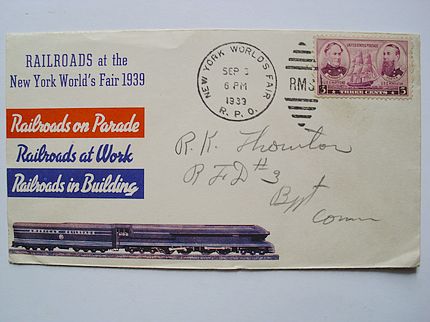 RAILROADS at the
New York World's Fair 1939
Railroads on Parade
Railroads at Work
Railroads in Building
AMERICAN RAILROADS
NEW YORK WORLD'S FAIR
SEP 3
6 PM
1939
R. P. O.
RMS
UNITED STATES POSTAGE
3 THREE CENTS 3
R. K. Thornton
R F D #3
Bpt
Conn